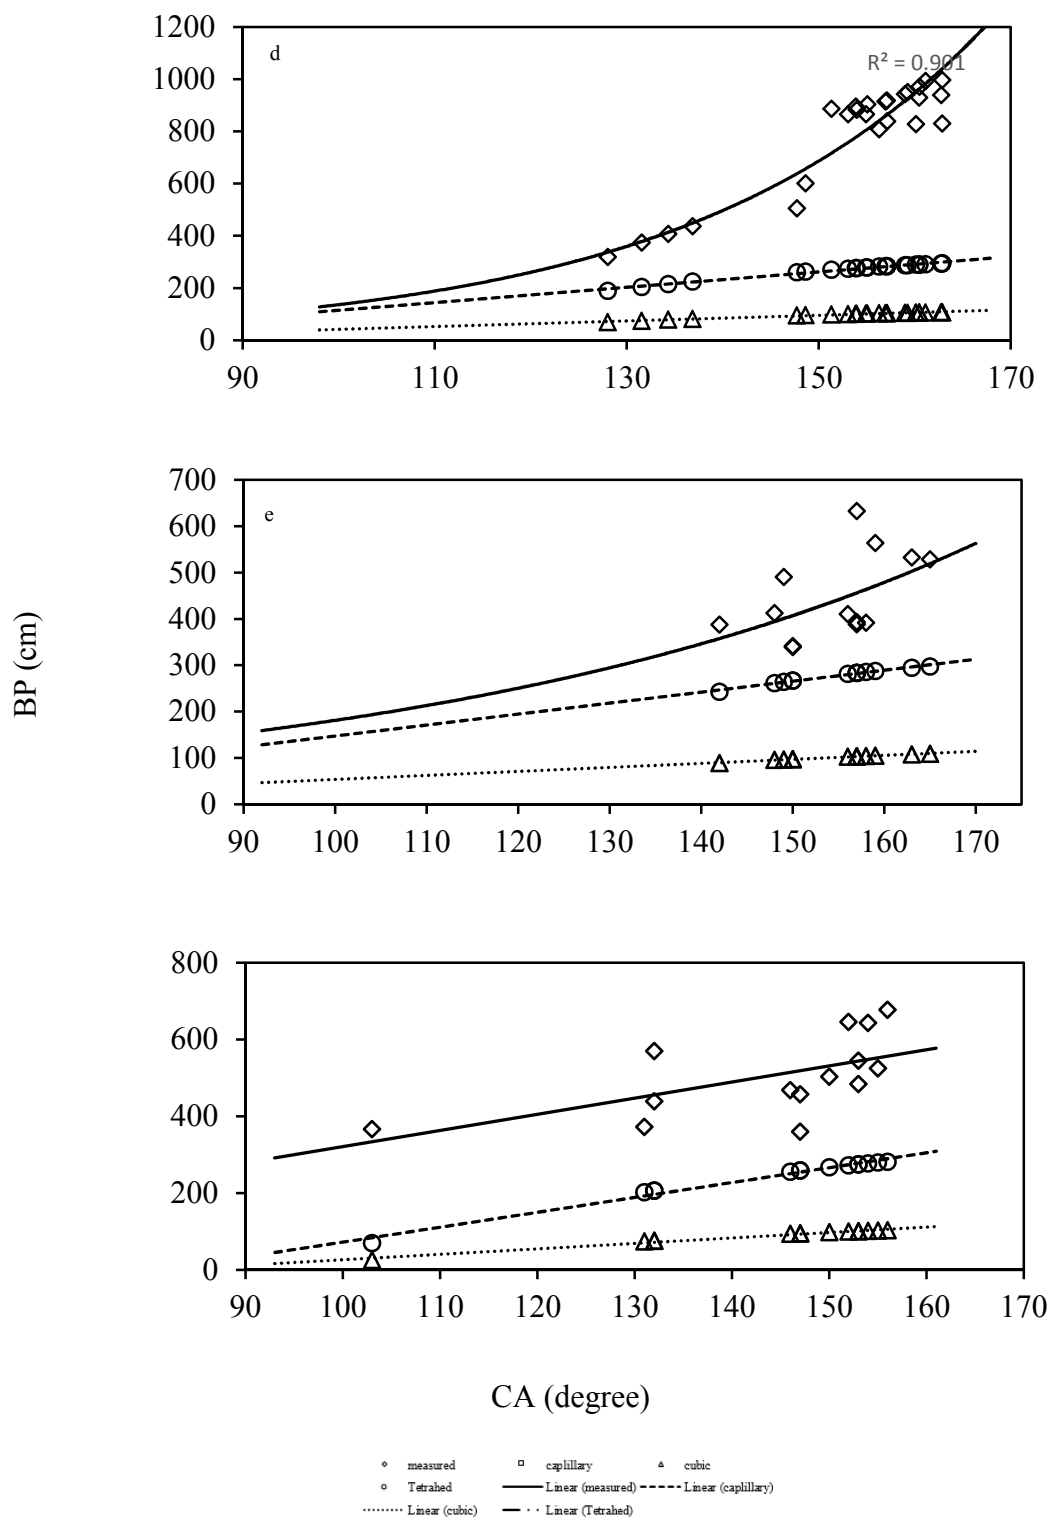 1200
d
R² = 0.901
1000
800
600
400
200
0
90 110 130 150 170
700
e
600
500
400
300
200
100
0
90 100 110 120 130 140 150 160 170
BP (cm)
800
600
400
200
0
90 100 110 120 130 140 150 160 170
CA (degree)
measured caplillary cubic
Tetrahed Linear (measured) Linear (caplillary)
Linear (cubic) Linear (Tetrahed)